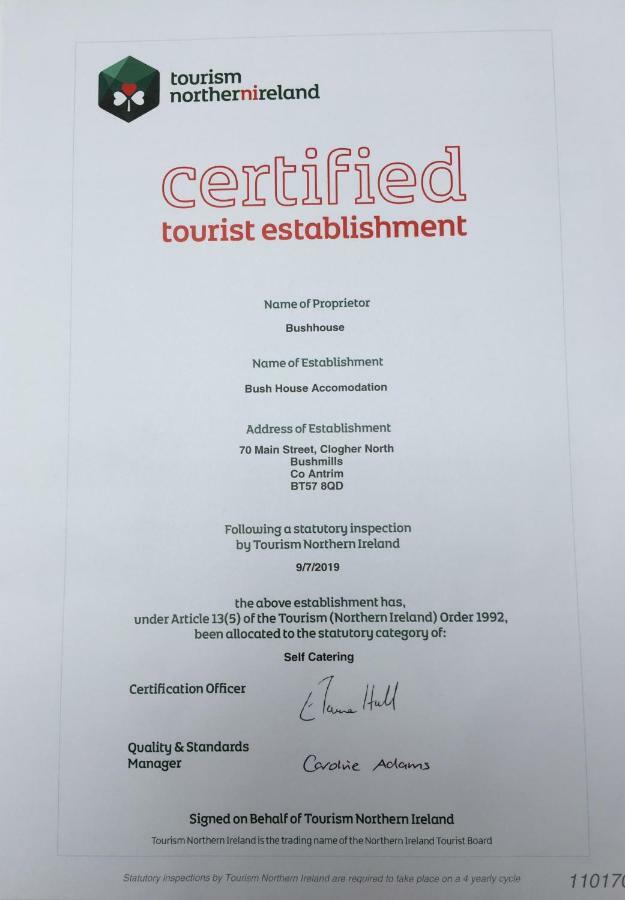 tourism
northernireland
certified
tourist establishment
Name of Proprietor
Bushhouse
Name of Establishment
Bush House Accomodation
Address of Establishment
70 Main Street, Clogher North
Bushmills
Co Antrim
BT57 8QD
Following a statutory inspection
by Tourism Northern Ireland
9/7/2019
the above establishment has,
under Article 13(5) of the Tourism (Northern Ireland) Order 1992,
been allocated to the statutory category of:
Self Catering
Certification Officer
Hull
Quality & Standards
Manager
Caroline Adams
Signed on Behalf of Tourism Northern Ireland
Tourism Northern Ireland is the trading name of the Northern Ireland Tourist Board
Statutory inspections by Tourism Northern Ireland are required to take place on a 4 yearly cycle